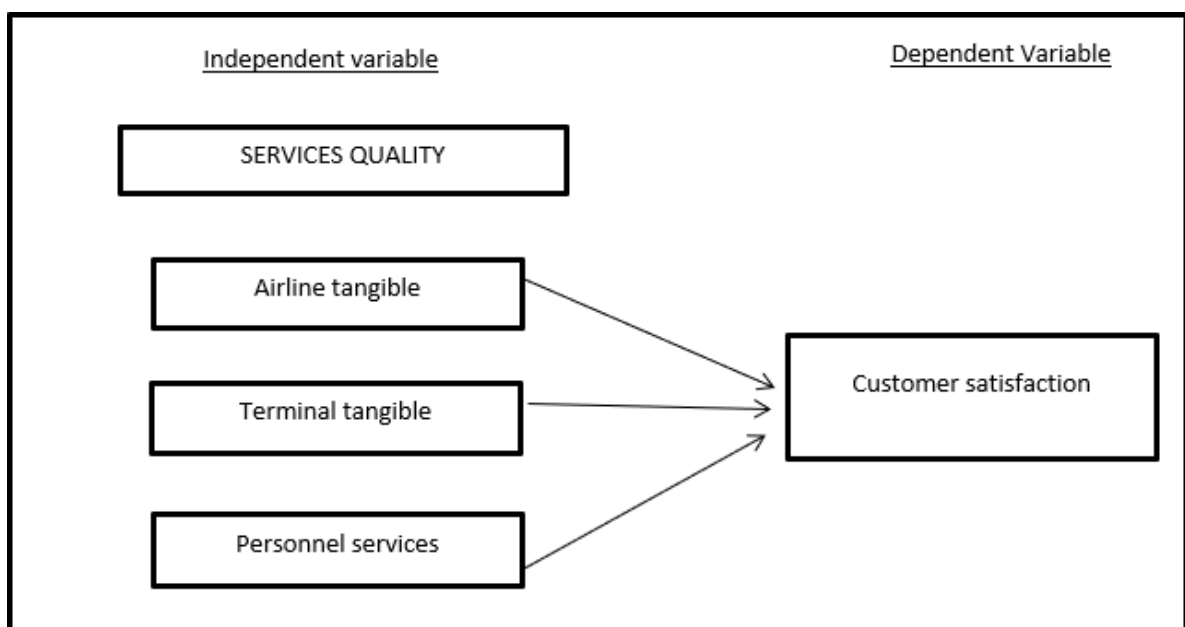 Independent variable
Dependent Variable
SERVICES QUALITY
Airline tangible
Terminal tangible
Customer satisfaction
Personnel services